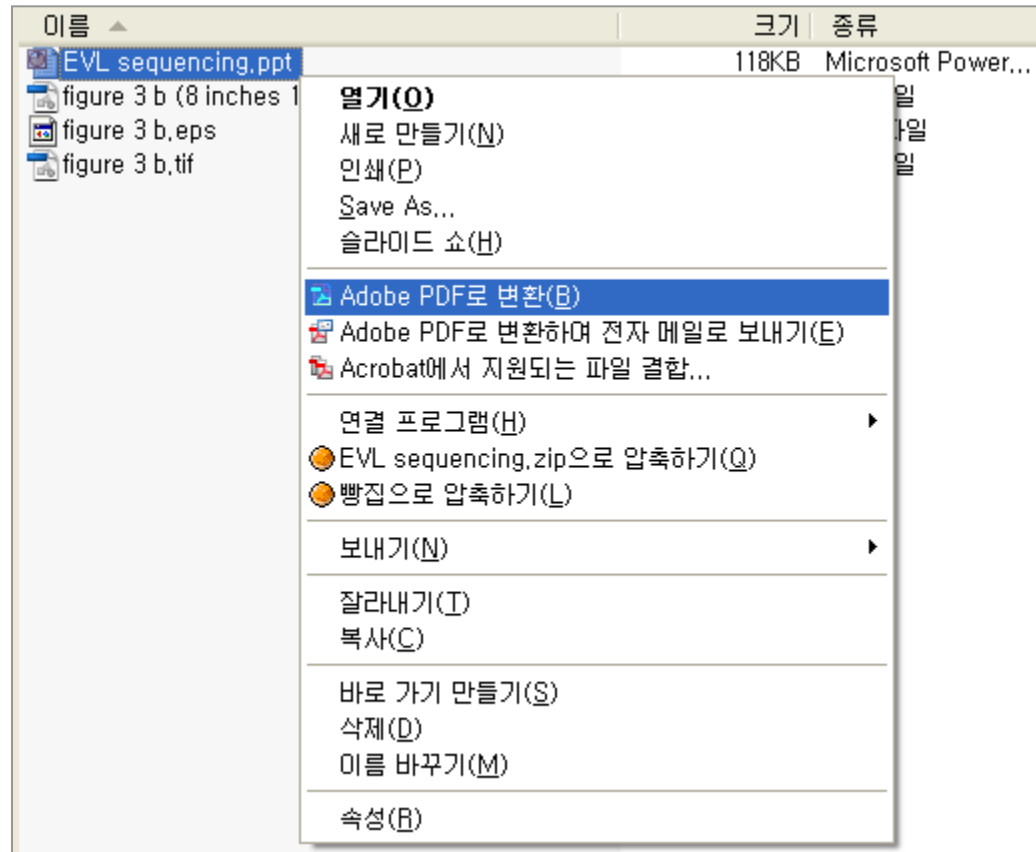 이름 크기 종류
EVL sequencing.ppt 118KB Microsoft Power...
figure 3 b (8 inches 1 일
figure 3 b.eps 파일
figure 3 b.tif 일
열기(O)
새로 만들기(N)
인쇄(P)
Save As...
슬라이드 쇼(H)
Adobe PDF로 변환(B)
Adobe PDF로 변환하여 전자 메일로 보내기(E)
Acrobat에서 지원되는 파일 결합...
연결 프로그램(H)
EVL sequencing.zip으로 압축하기(Q)
빵집으로 압축하기(L)
보내기(N)
잘라내기(T)
복사(C)
바로 가기 만들기(S)
삭제(D)
이름 바꾸기(M)
속성(R)